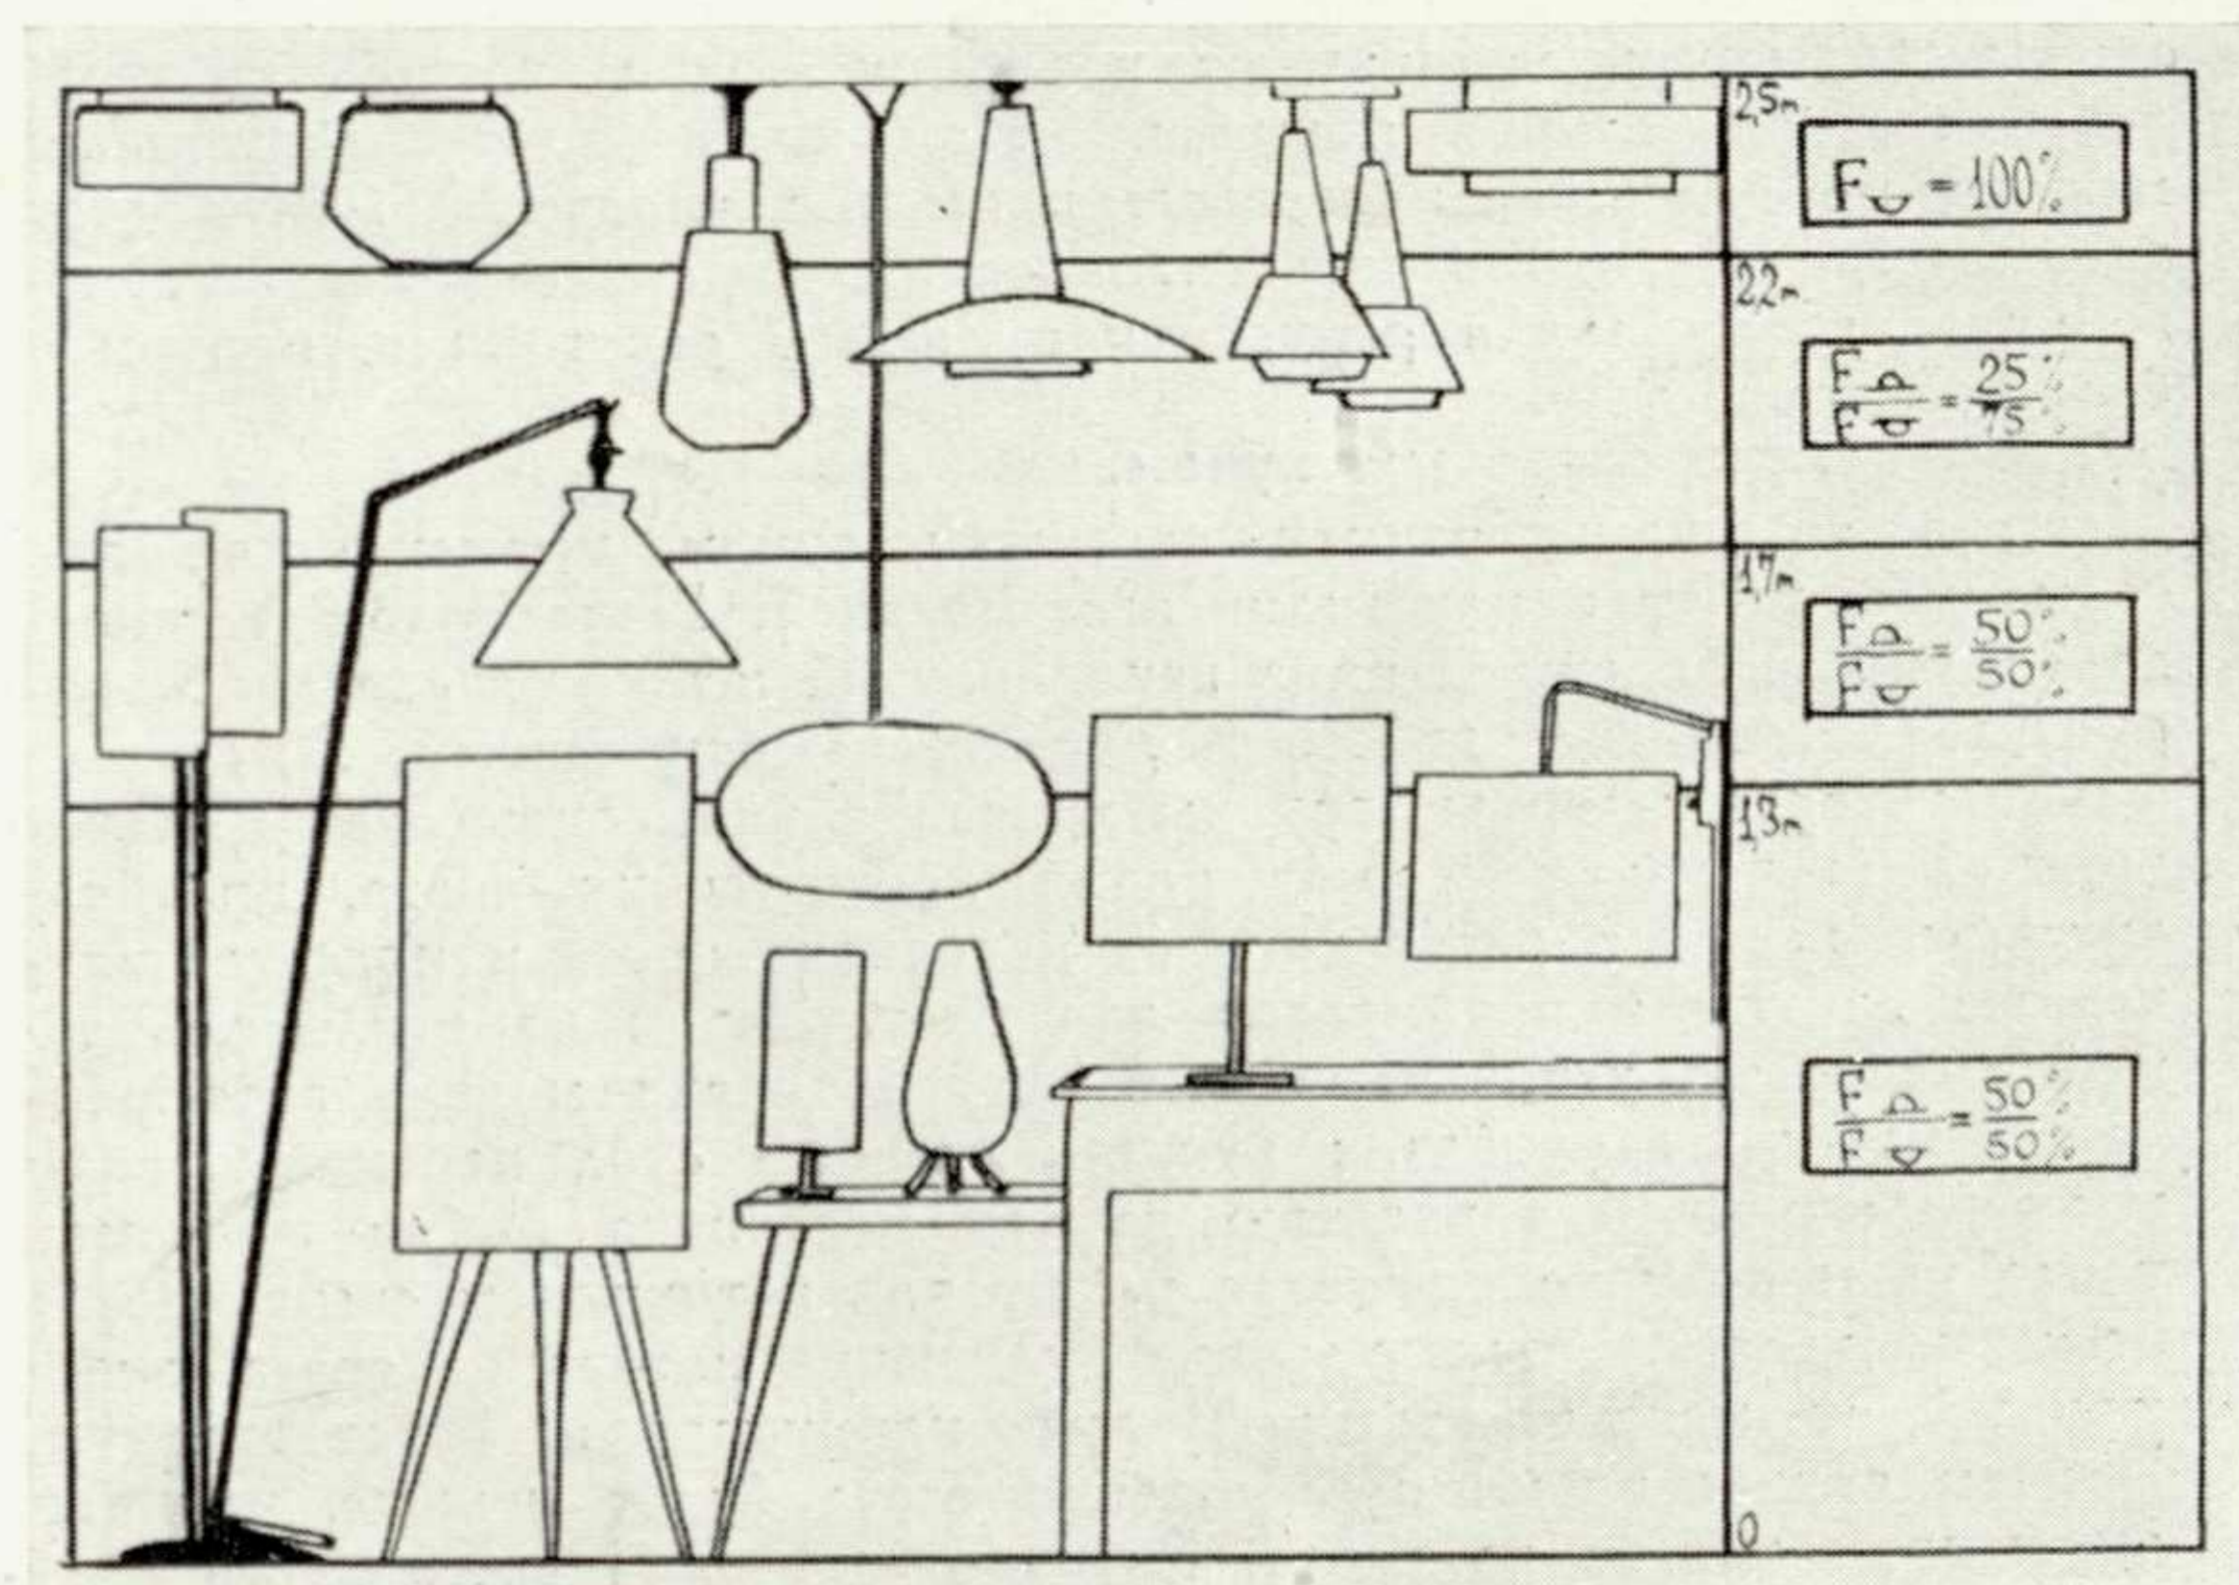 2,5m
F⌣ = 100%
2,2m
F⌓ / F⌣ = 25% / 75%
1,7m
F⌓ / F⌣ = 50% / 50%
1,3m
F⌓ / F⌣ = 50% / 50%
0